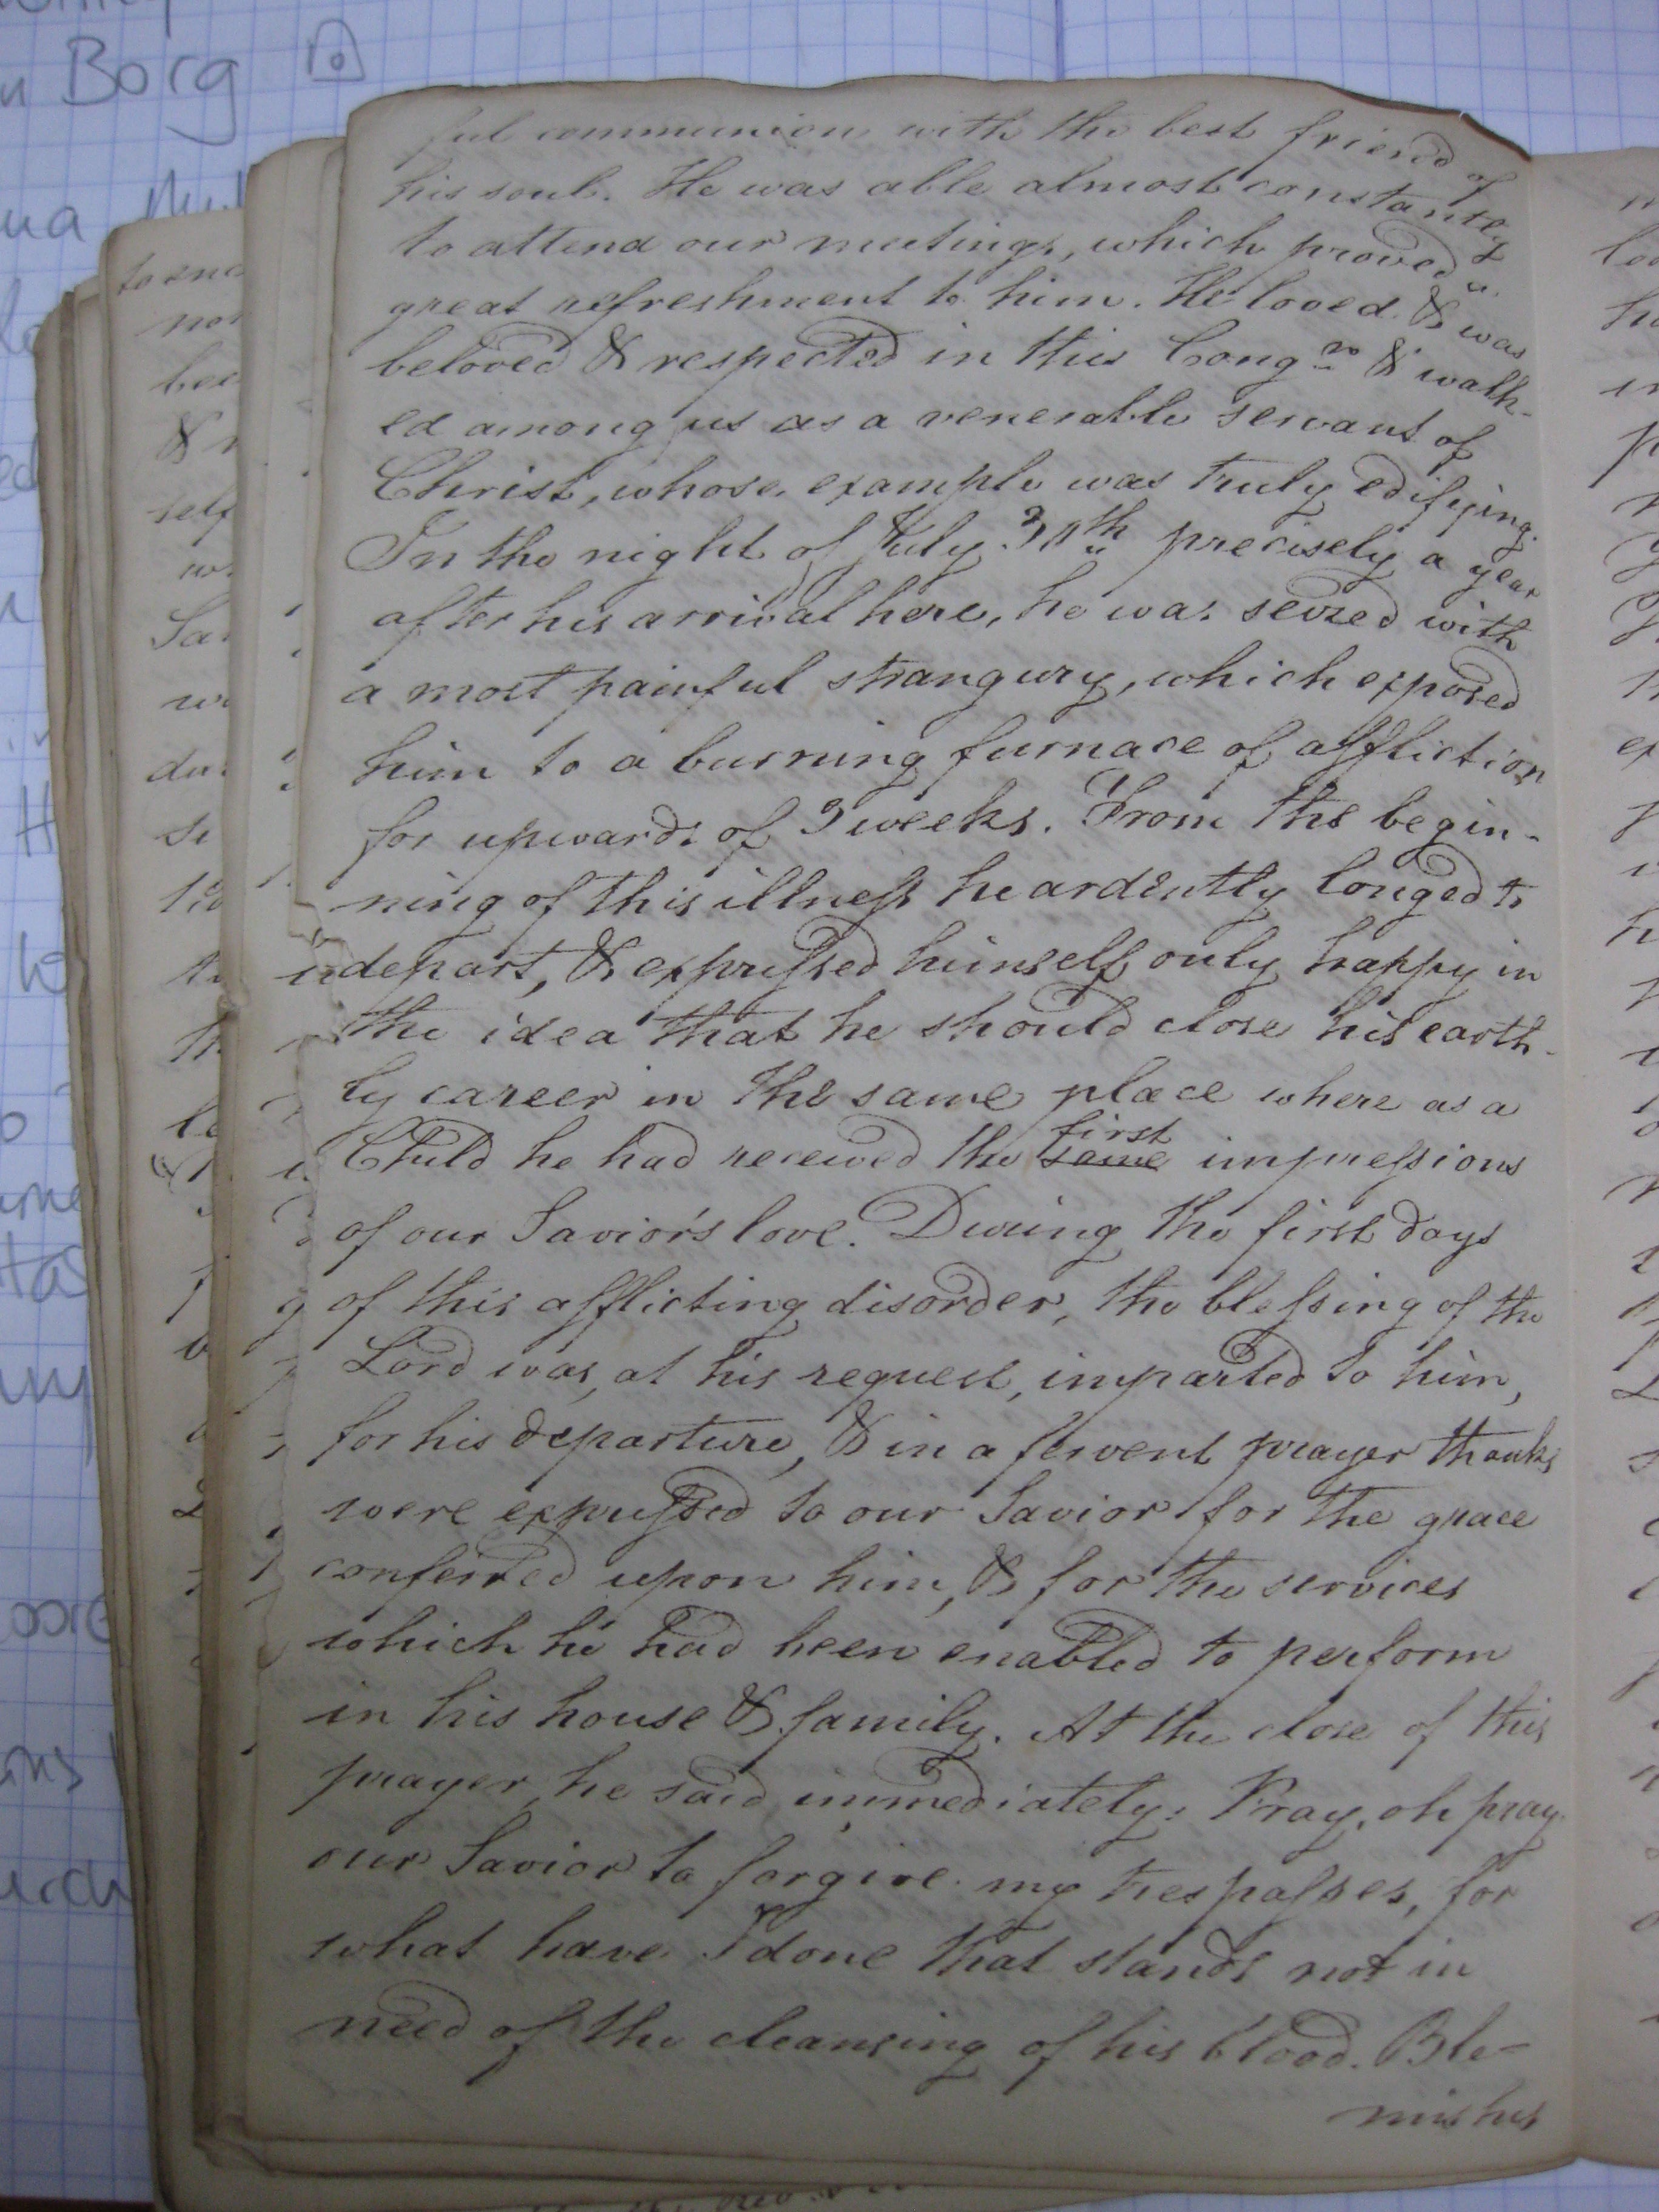 ful communion with the best friend of
his soul. He was able almost constantly
to attend our meetings, which proved a
great refreshment to him. He loved & was
beloved & respected in this Congn & walk-
ed among us as a venerable servant of
Christ, whose example was truly edifying.
In the night of July 30th precisely a year
after his arrival here, he was seized with
a most painful strangury, which exposed
him to a burning furnace of affliction
for upwards of 3 weeks. From the begin-
ning of this illness he ardently longed to
depart, & expressed himself only happy in
the idea that he should close his earth-
ly career in the same place where as a
Child he had received the same first impressions
of our Savior's love. During the first days
of this afflicting disorder, the blessing of the
Lord was, at his request, imparted to him,
for his departure, & in a fervent prayer thanks
were expressed to our Savior for the grace
conferred upon him, & for the services
which he had been enabled to perform
in his house & family. At the close of this
prayer he said immediately: Pray, oh pray
our Savior to forgive my trespasses, for
what have I done that stands not in
need of the cleansing of his blood. Ble-
mishes
Borg